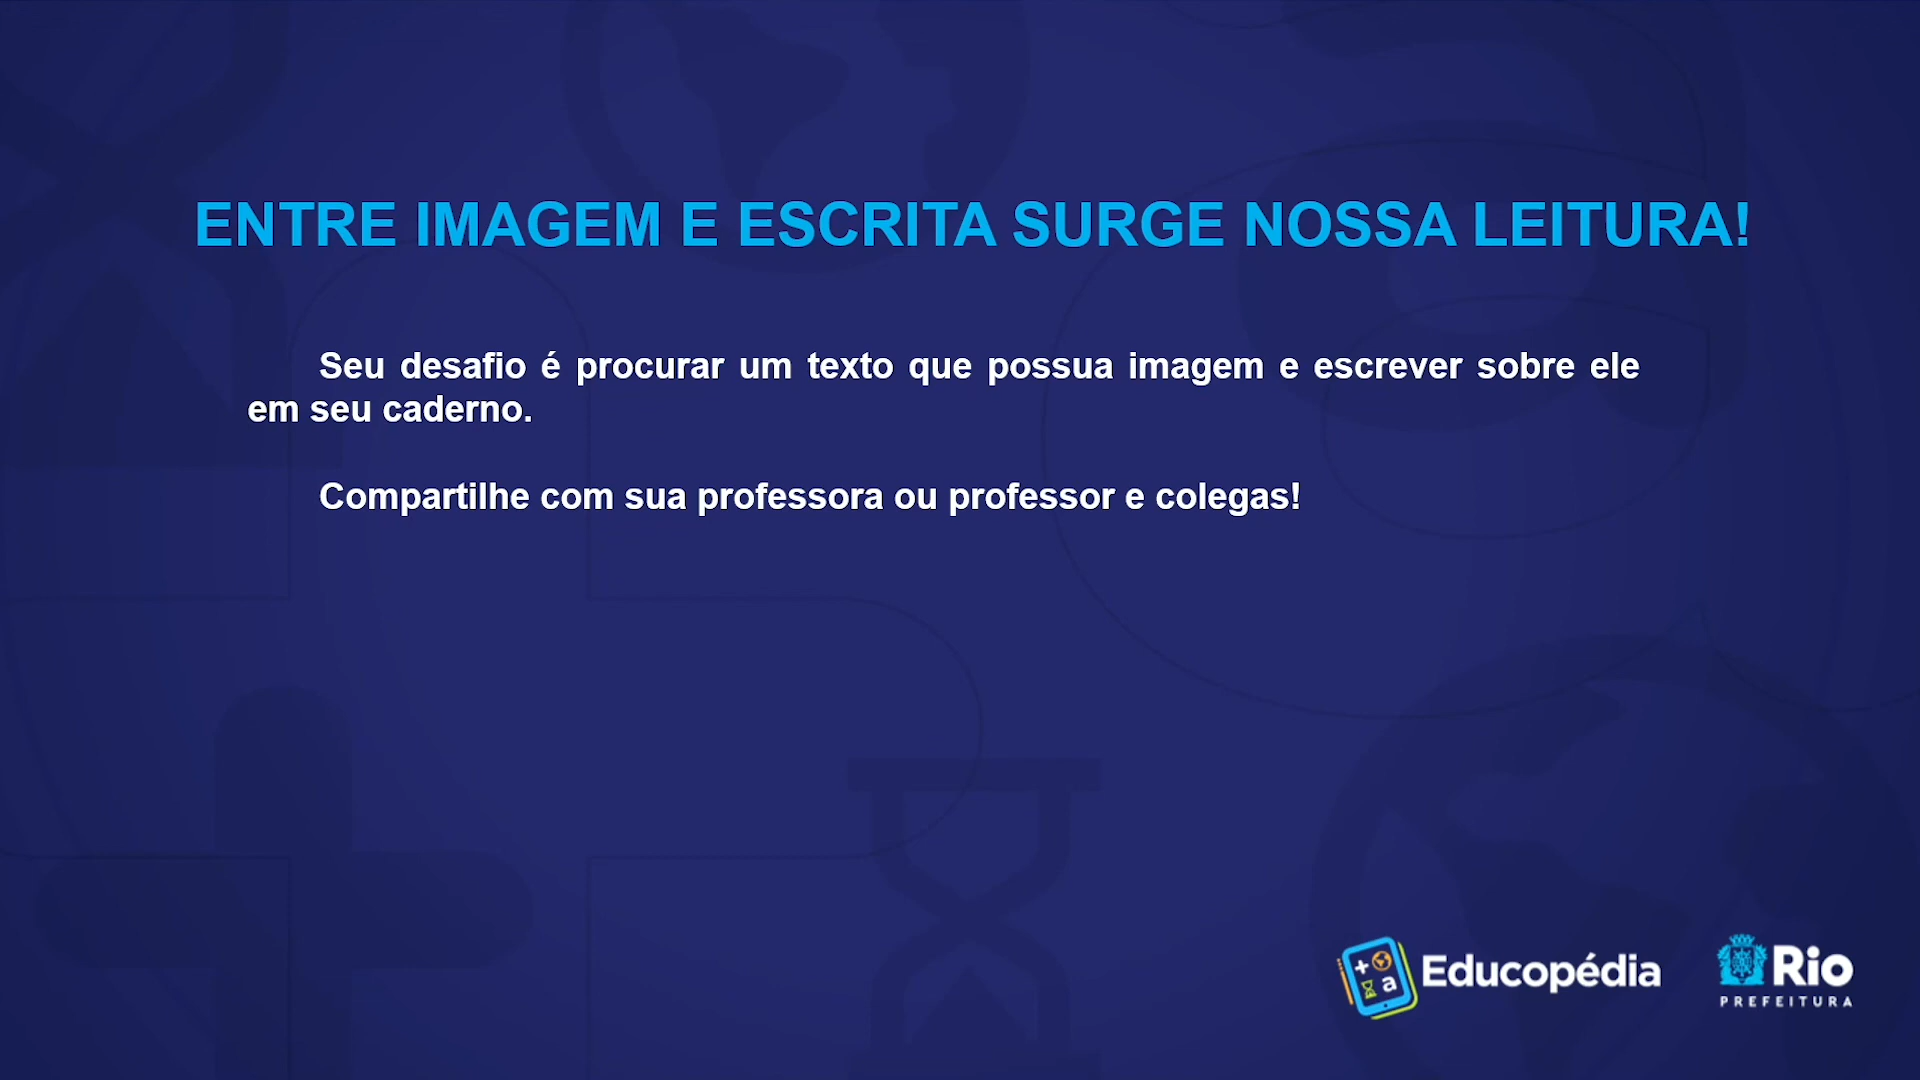 ENTRE IMAGEM E ESCRITA SURGE NOSSA LEITURA!
Seu desafio é procurar um texto que possua imagem e escrever sobre ele
em seu caderno.
Compartilhe com sua professora ou professor e colegas!
+
a
Educopédia
Rio
PREFEITURA